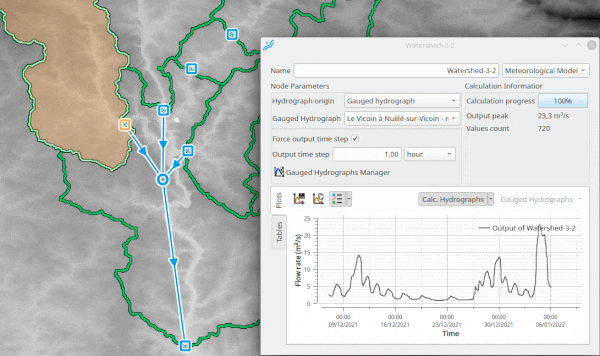 Watershed-3-2
Name Watershed-3-2 Meteorological Model
Node Parameters Calculation Information
Hydrograph origin Gauged hydrograph Calculation progress 100%
Output peak 23,3 m³/s
Gauged Hydrograph Le Vicoin à Nuillé-sur-Vicoin - r
Values count 720
Force output time step
Output time step 1,00 hour
Gauged Hydrographs Manager
Plots
Tables
Calc. Hydrographs Gauged Hydrographs
Output of Watershed-3-2
Flow rate (m³/s)
25
20
15
10
5
0
00:00 00:00 00:00 00:00 00:00
09/12/2021 16/12/2021 23/12/2021 30/12/2021 06/01/2022
Time